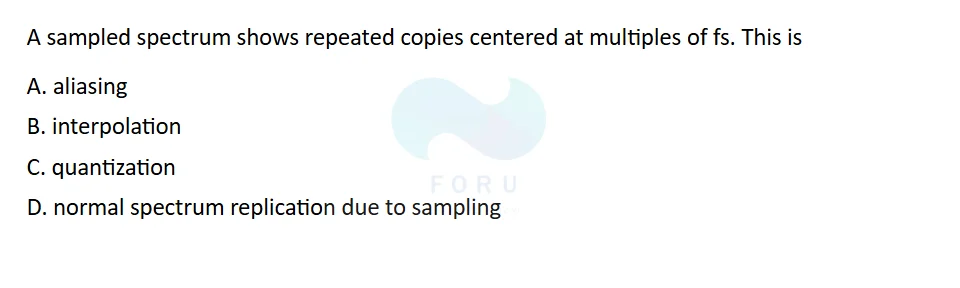 A sampled spectrum shows repeated copies centered at multiples of fs. This is
A. aliasing
B. interpolation
C. quantization
FORU
D. normal spectrum replication due to sampling